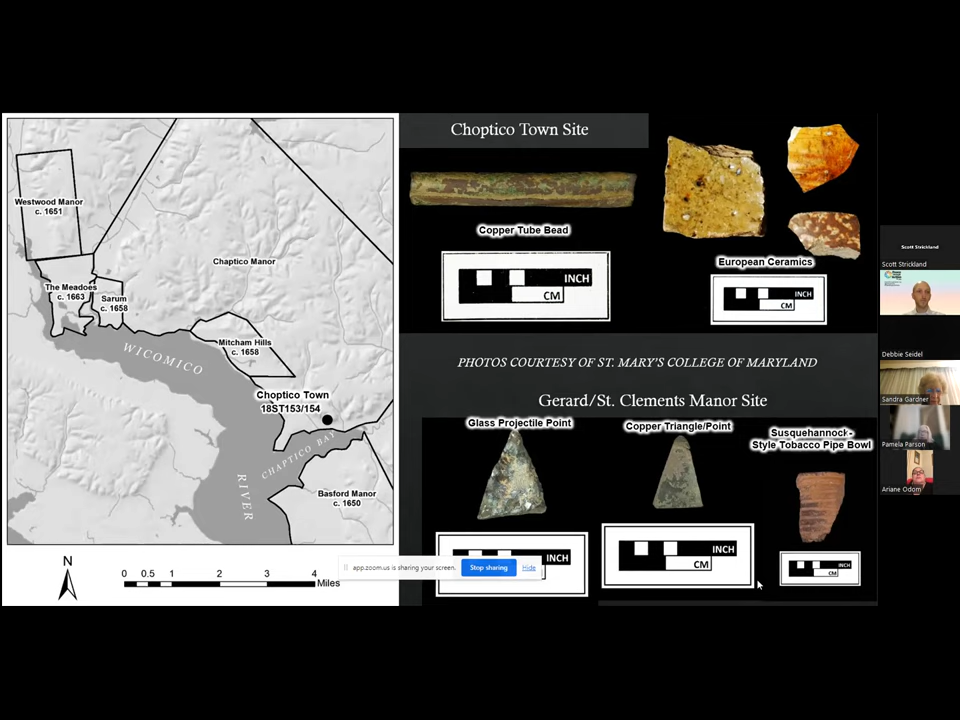 Westwood Manor
c. 1651
Chaptico Manor
The Meadoes
c. 1663
Sarum
c. 1658
WICOMICO
Mitcham Hills
c. 1658
Choptico Town
18ST153/154
CHAPTICO BAY
RIVER
Basford Manor
c. 1650
N
0 0.5 1 2 3 4
Miles
Choptico Town Site
Copper Tube Bead
INCH
CM
European Ceramics
INCH
CM
PHOTOS COURTESY OF ST. MARY'S COLLEGE OF MARYLAND
Gerard/St. Clements Manor Site
Glass Projectile Point
INCH
Copper Triangle/Point
INCH
CM
Susquehannock-
Style Tobacco Pipe Bowl
INCH
CM
app.zoom.us is sharing your screen.
Stop sharing
Hide
Scott Strickland
Scott Strickland
Debbie Seidel
Sandra Gardner
Pamela Parson
Ariane Odom